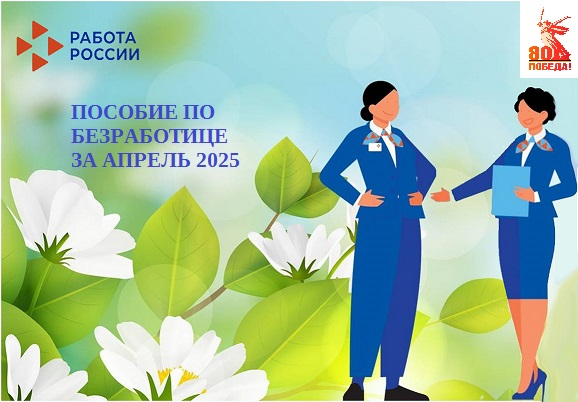 РАБОТА
РОССИИ
80
ПОБЕДА!
ПОСОБИЕ ПО
БЕЗРАБОТИЦЕ
ЗА АПРЕЛЬ 2025